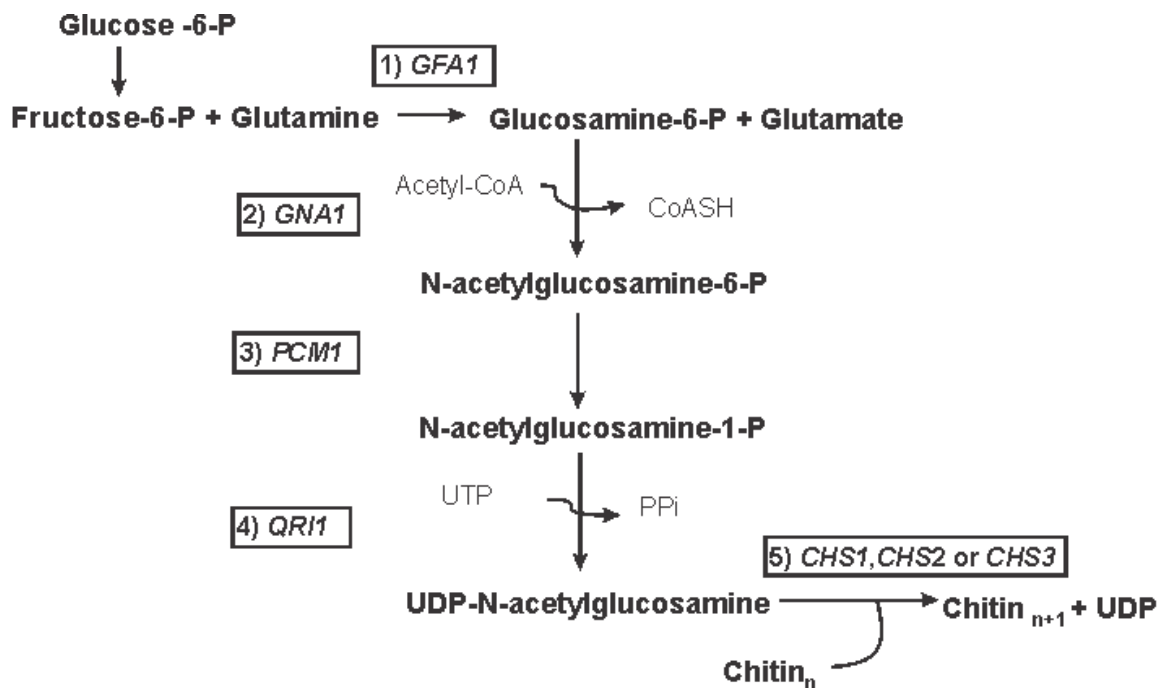 Glucose -6-P
1) GFA1
Fructose-6-P + Glutamine
Glucosamine-6-P + Glutamate
Acetyl-CoA
CoASH
2) GNA1
N-acetylglucosamine-6-P
3) PCM1
N-acetylglucosamine-1-P
UTP
PPi
4) QRI1
5) CHS1,CHS2 or CHS3
UDP-N-acetylglucosamine
Chitin n+1 + UDP
Chitinn